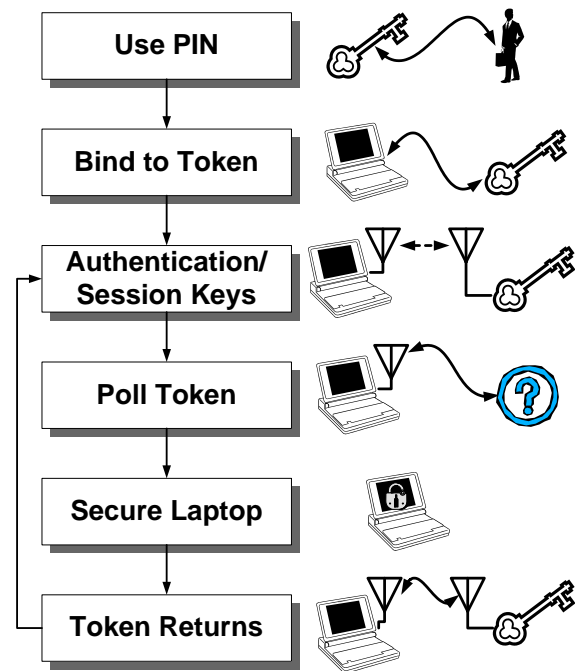 Use PIN
Bind to Token
Authentication/
Session Keys
Poll Token
?
Secure Laptop
Token Returns